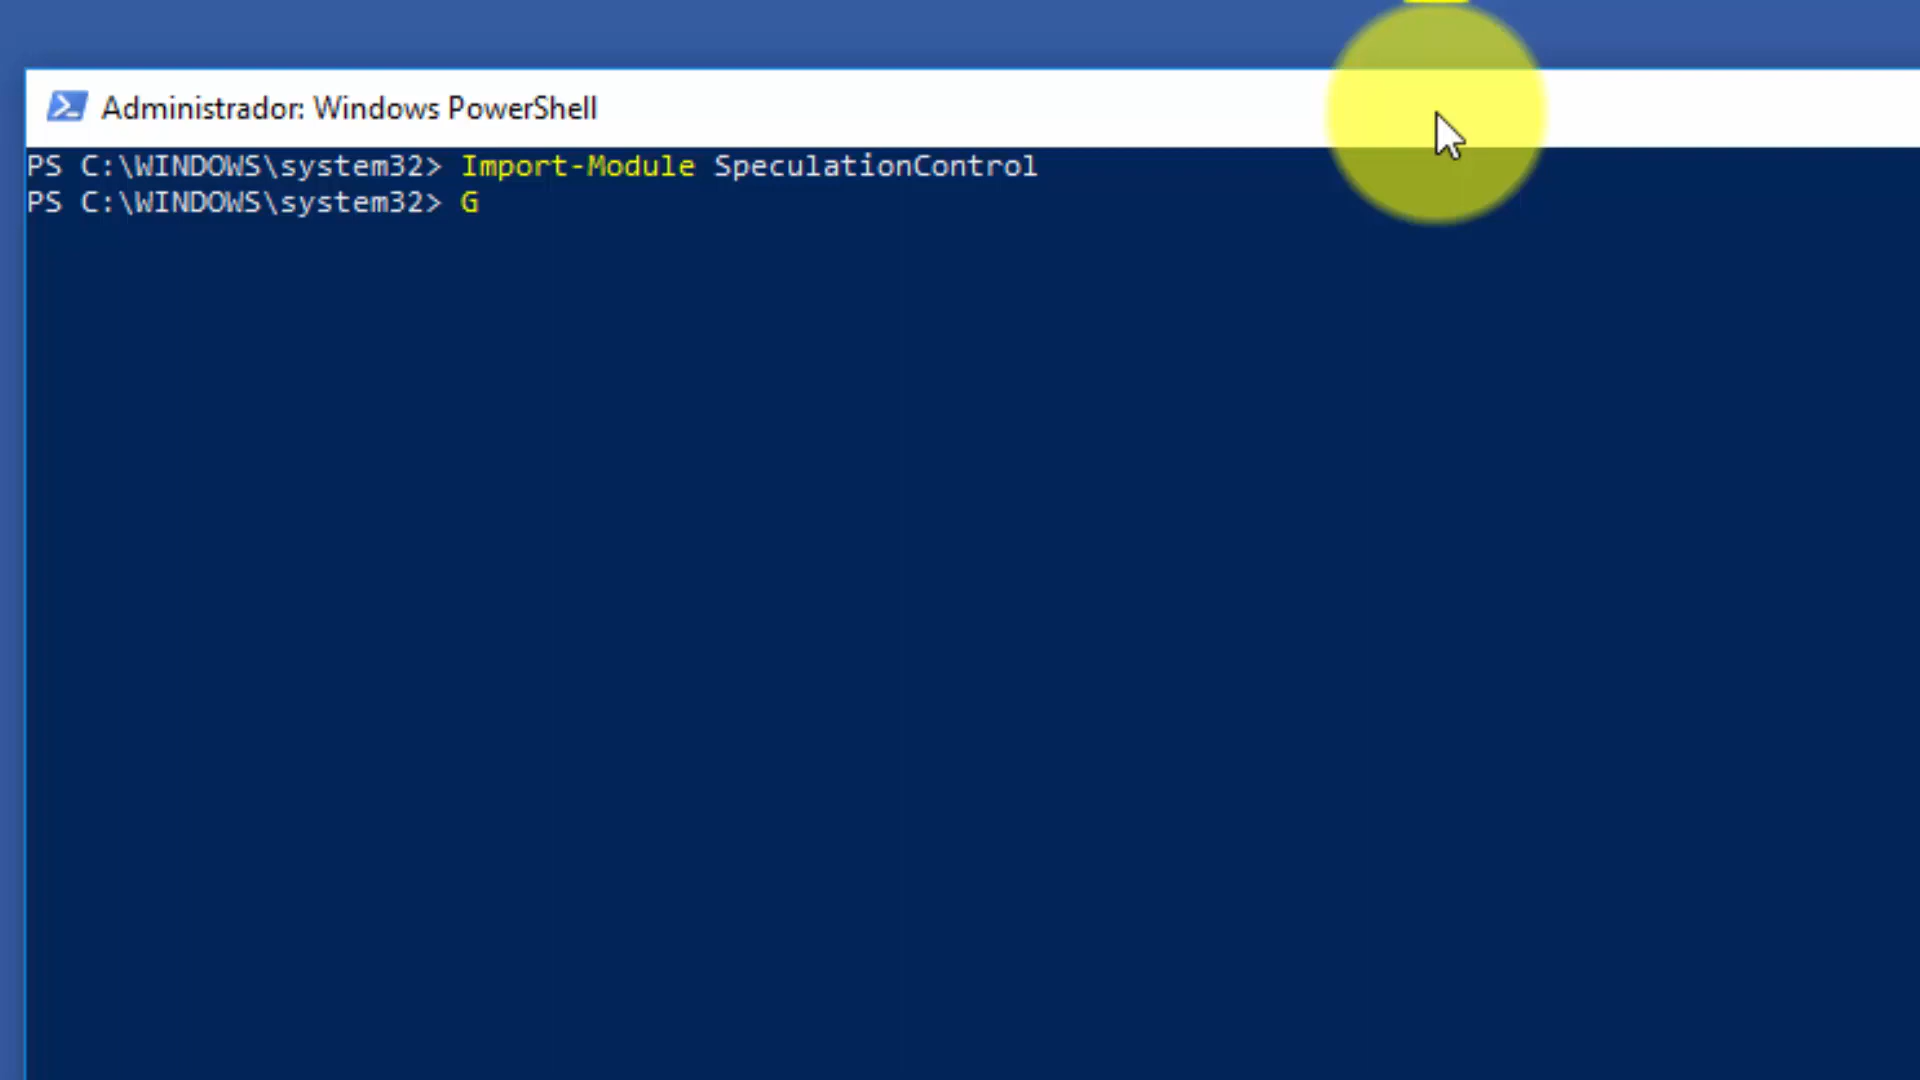 Administrador: Windows PowerShell
PS C:\WINDOWS\system32> Import-Module SpeculationControl
PS C:\WINDOWS\system32> G